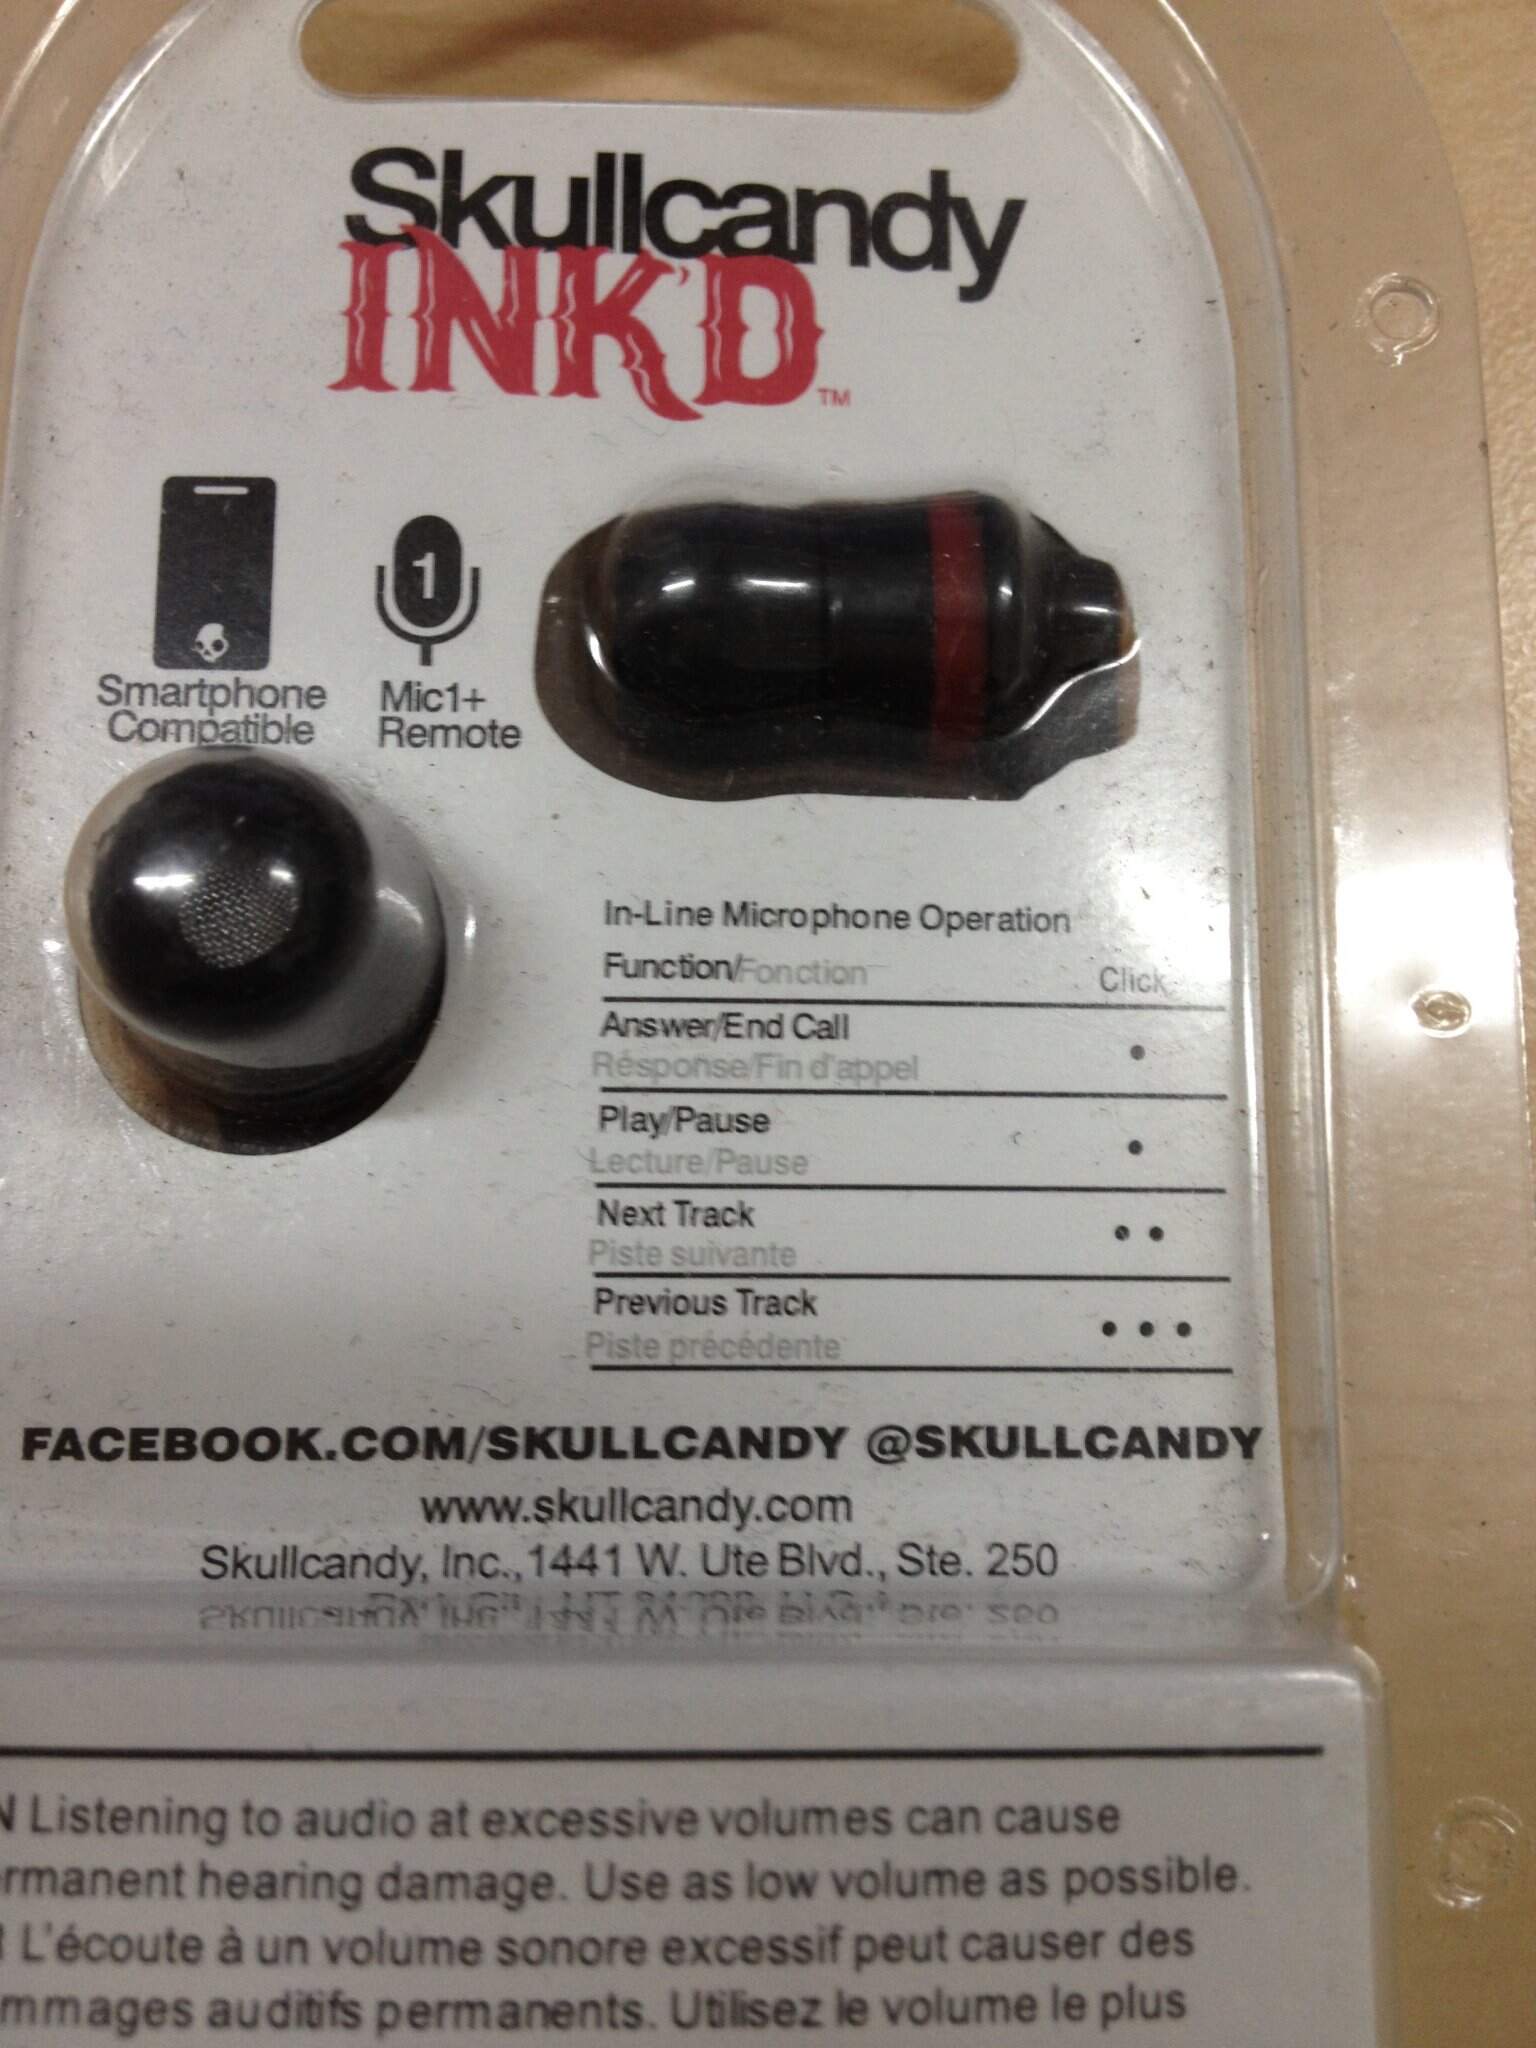 Skullcandy
INK'D
TM
1
Smartphone
Compatible
Mic1+
Remote
In-Line Microphone Operation
Function/Fonction Click
Answer/End Call
Résponse/Fin d'appel
Play/Pause
Lecture/Pause
Next Track
Piste suivante
Previous Track
Piste précédente
FACEBOOK.COM/SKULLCANDY @SKULLCANDY
www.skullcandy.com
Skullcandy, Inc., 1441 W. Ute Blvd., Ste. 250
Listening to audio at excessive volumes can cause
rmanent hearing damage. Use as low volume as possible.
L'écoute à un volume sonore excessif peut causer des
mmages auditifs permanents. Utilisez le volume le plus